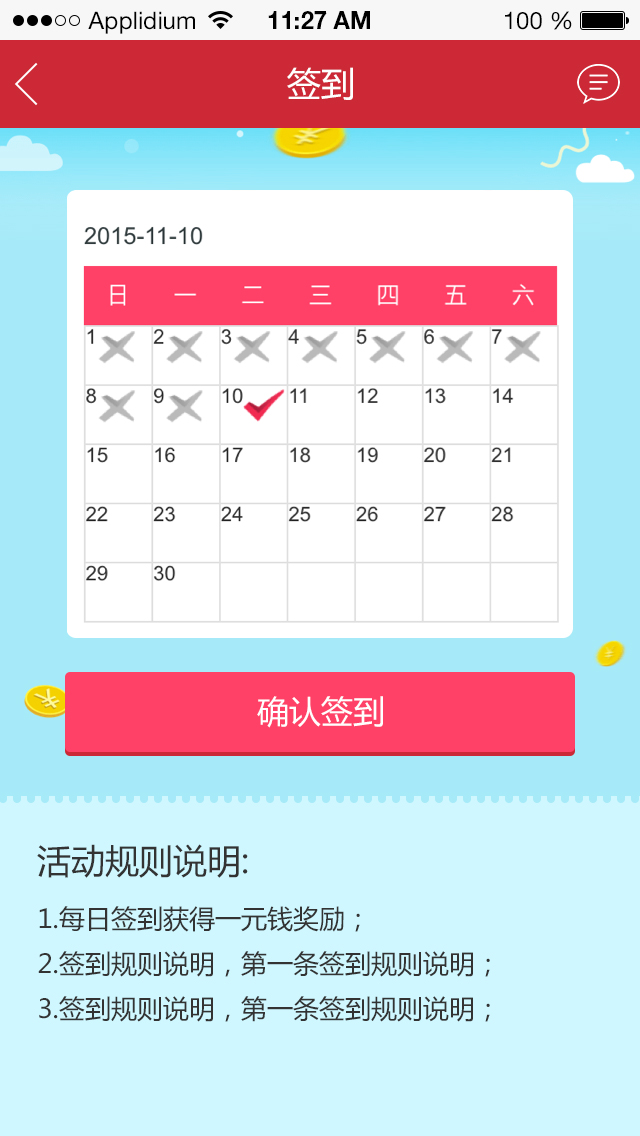 Applidium 11:27 AM 100 %
签到
2015-11-10
日 一 二 三 四 五 六
1 2 3 4 5 6 7
8 9 10 11 12 13 14
15 16 17 18 19 20 21
22 23 24 25 26 27 28
29 30
确认签到
活动规则说明:
1.每日签到获得一元钱奖励；
2.签到规则说明，第一条签到规则说明；
3.签到规则说明，第一条签到规则说明；